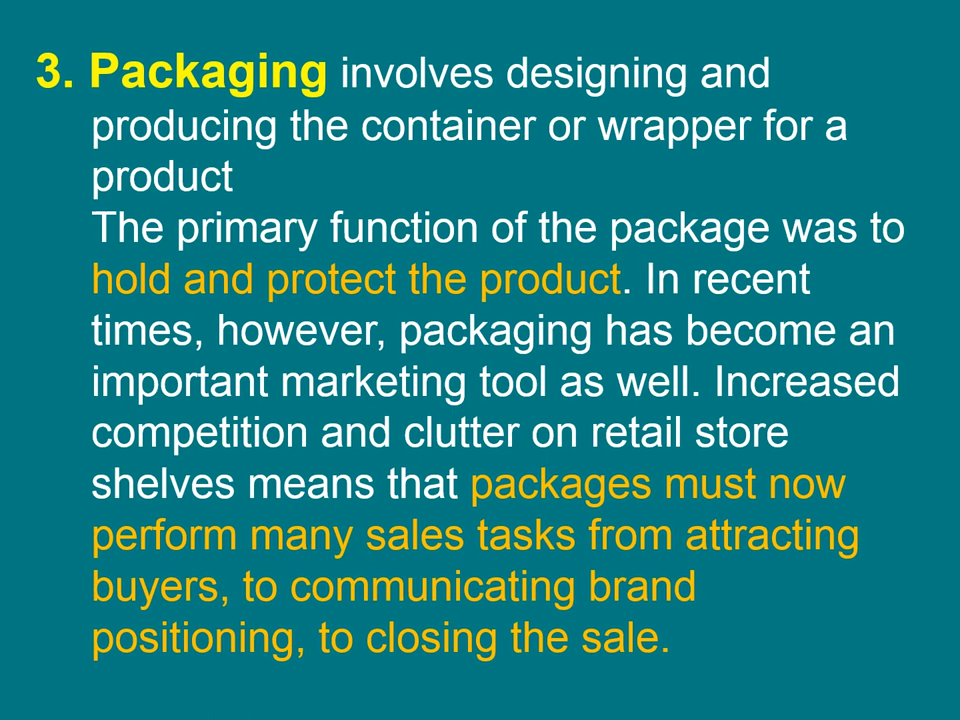 3. Packaging involves designing and
producing the container or wrapper for a
product
The primary function of the package was to
hold and protect the product. In recent
times, however, packaging has become an
important marketing tool as well. Increased
competition and clutter on retail store
shelves means that packages must now
perform many sales tasks from attracting
buyers, to communicating brand
positioning, to closing the sale.